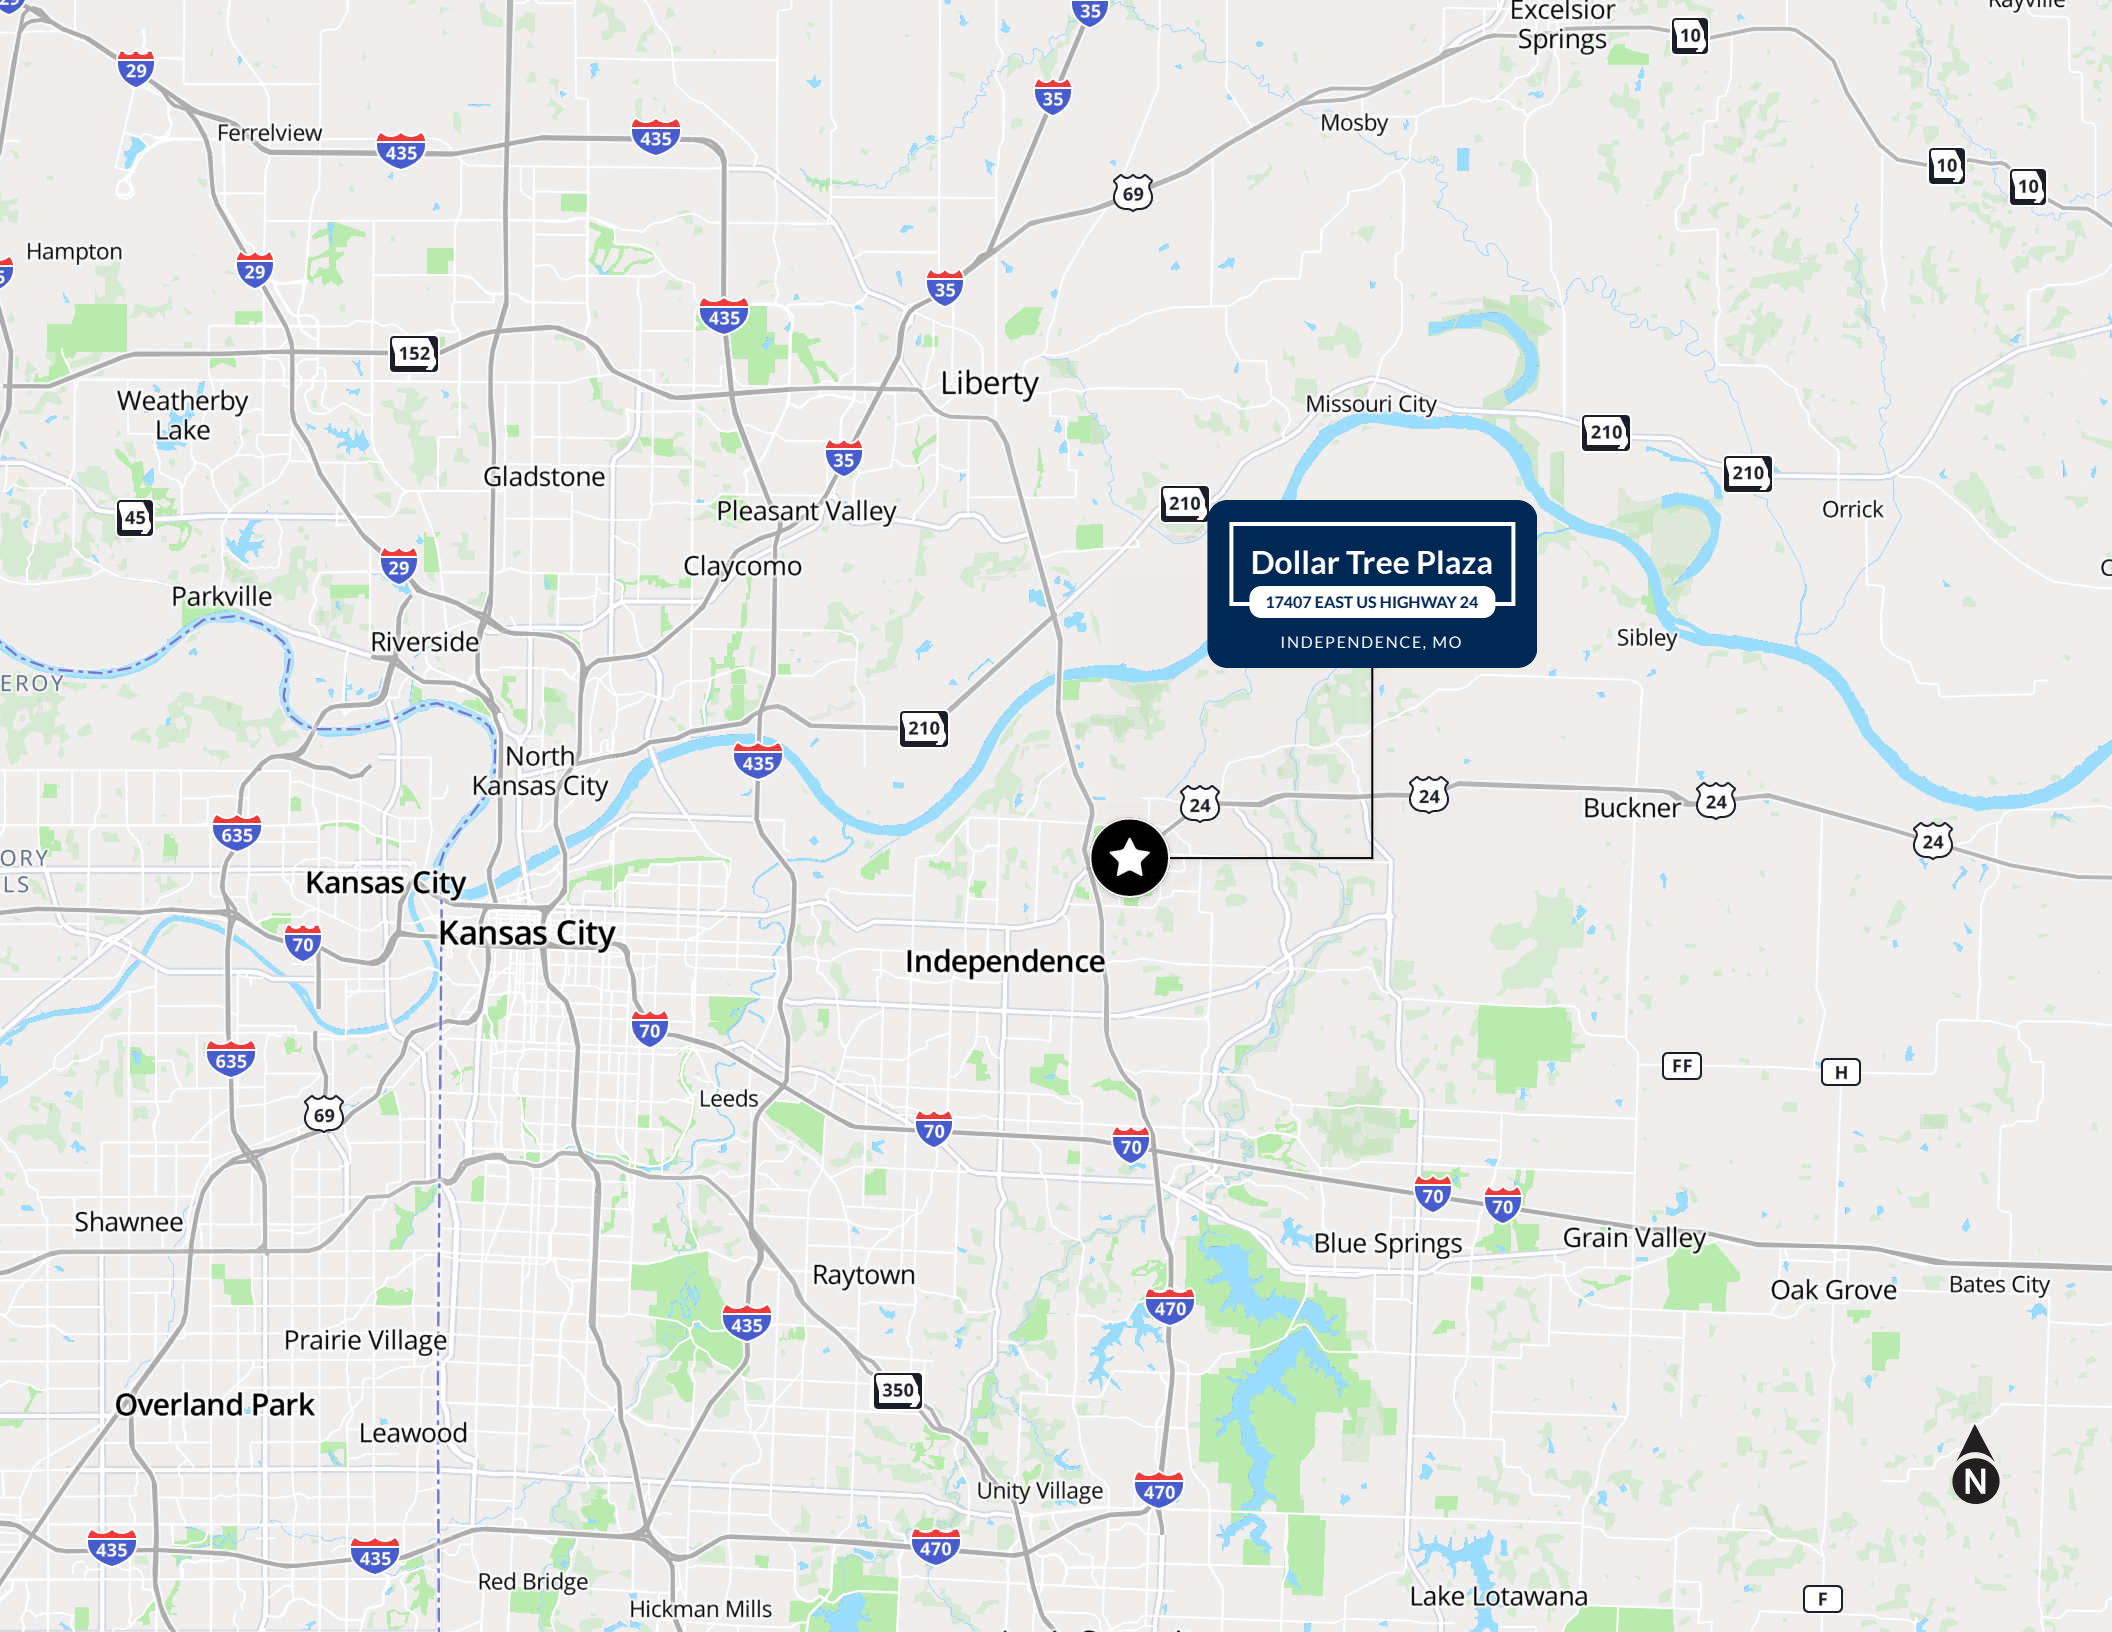 29
35
Excelsior
Springs
10
Rayville
29
35
Ferrelview
435
435
Mosby
10
10
69
Hampton
29
35
435
152
Liberty
Weatherby
Lake
Missouri City
210
35
Gladstone
210
45
Pleasant Valley
210
Orrick
29
Claycomo
Dollar Tree Plaza
17407 EAST US HIGHWAY 24
INDEPENDENCE, MO
Parkville
Riverside
Sibley
EROY
210
North
Kansas City
435
24
24
Buckner
24
635
24
ORY
LS
Kansas City
Kansas City
70
Independence
70
635
FF
H
69
Leeds
70
70
70
70
Shawnee
Blue Springs
Grain Valley
Raytown
Oak Grove
Bates City
470
435
Prairie Village
350
Overland Park
Leawood
N
Unity Village
470
435
435
470
Red Bridge
Hickman Mills
Lake Lotawana
F